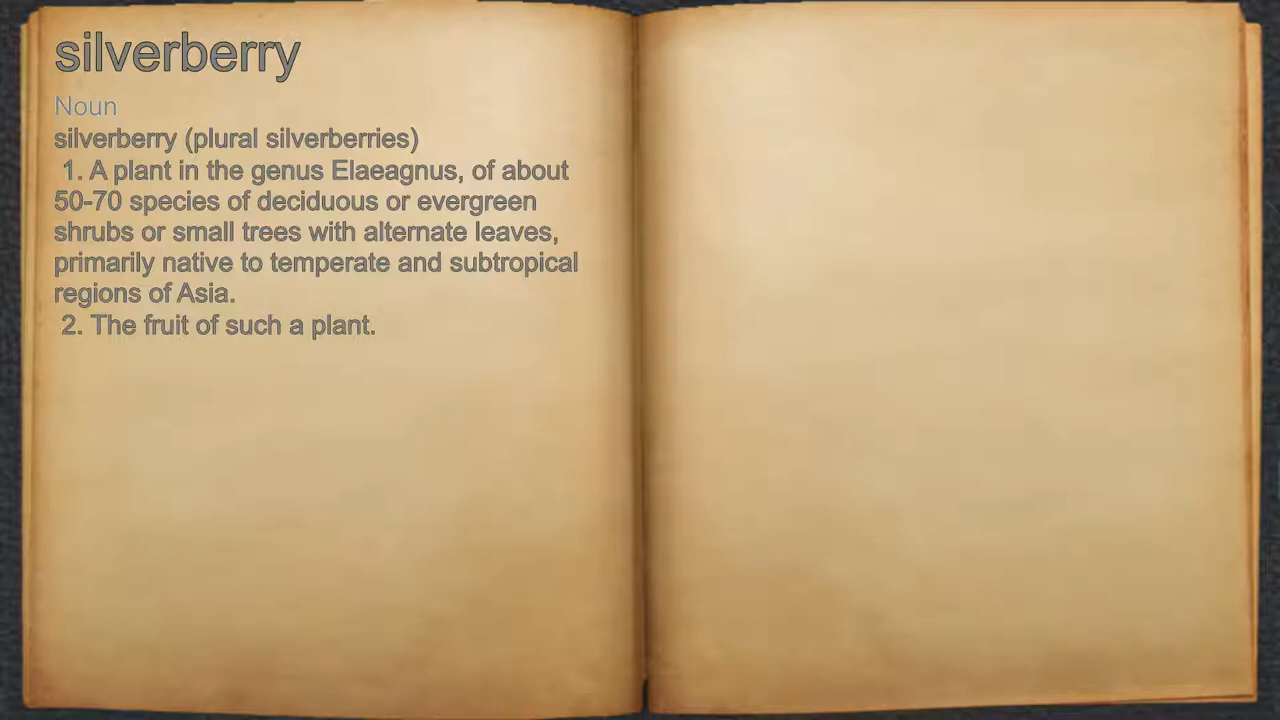 silverberry
Noun
silverberry (plural silverberries)
1. A plant in the genus Elaeagnus, of about
50-70 species of deciduous or evergreen
shrubs or small trees with alternate leaves,
primarily native to temperate and subtropical
regions of Asia.
2. The fruit of such a plant.